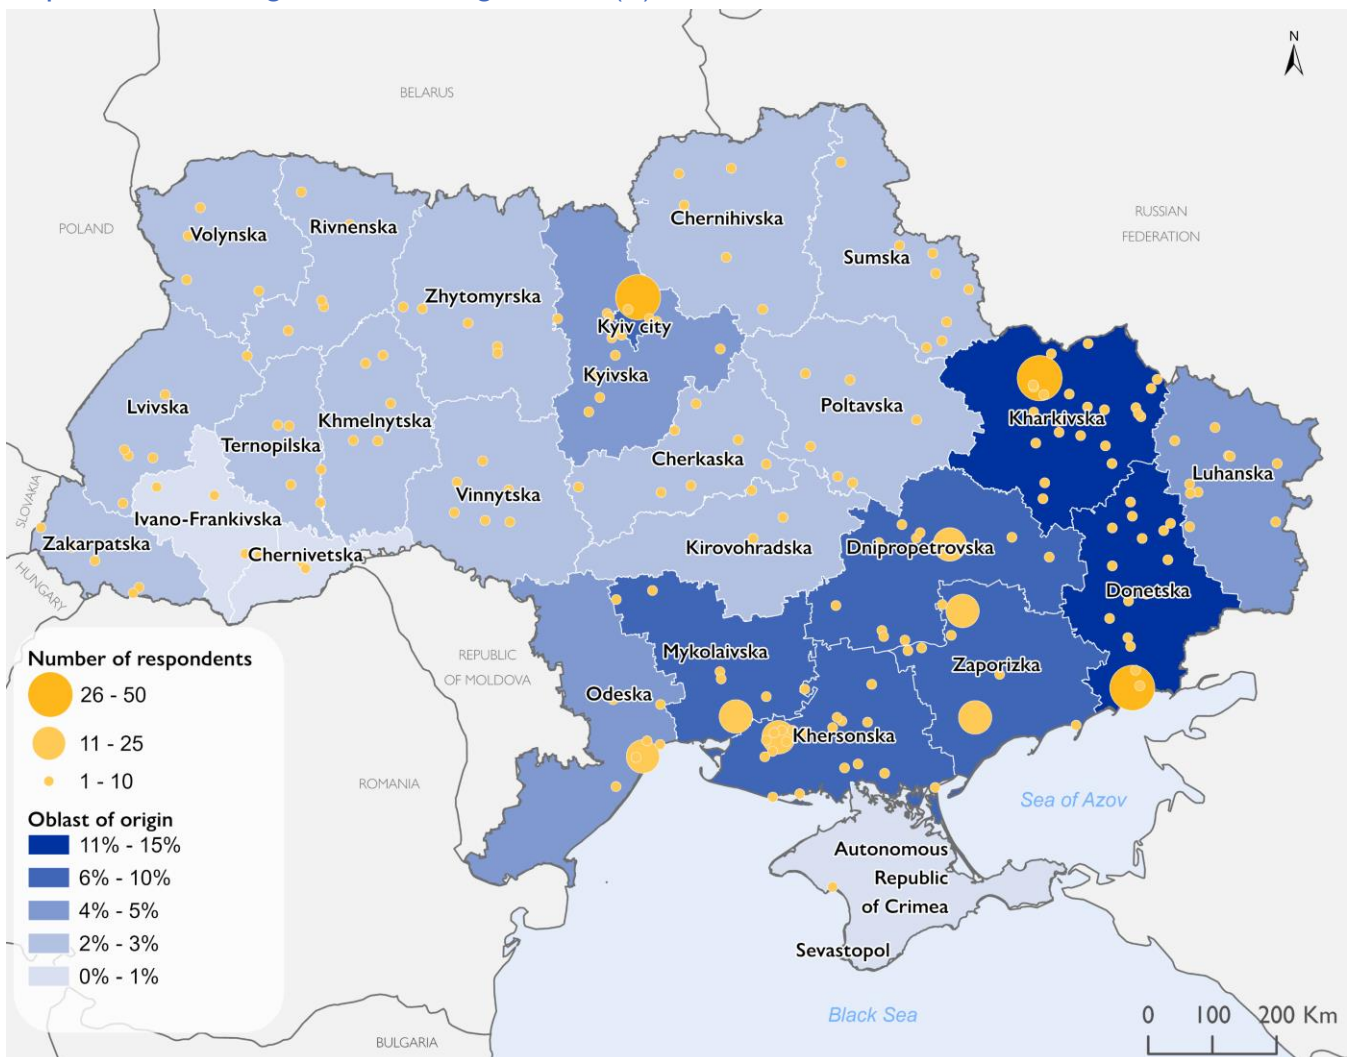 N
BELARUS
POLAND
RUSSIAN
FEDERATION
Volynska
Rivnenska
Chernihivska
Sumska
Zhytomyrska
Kyiv city
Kyivska
Lvivska
Khmelnytska
Ternopilska
Poltavska
Kharkivska
Cherkaska
Luhanska
Vinnytska
SLOVAKIA
Ivano-Frankivska
Zakarpatska
Chernivetska
Kirovohradska
Dnipropetrovska
HUNGARY
Donetska
REPUBLIC
OF MOLDOVA
Mykolaivska
Zaporizka
Odeska
Khersonska
ROMANIA
Sea of Azov
Autonomous
Republic
of Crimea
Sevastopol
Black Sea
BULGARIA
Number of respondents
26 - 50
11 - 25
1 - 10
Oblast of origin
11% - 15%
6% - 10%
4% - 5%
2% - 3%
0% - 1%
0 100 200 Km